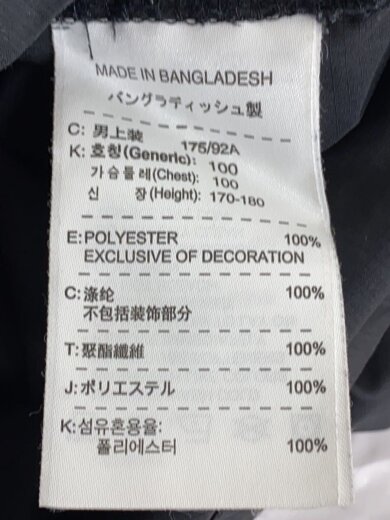 MADE IN BANGLADESH
バングラティッシュ製
C: 男上装 175/92A
K: 호칭(Generic): 100
가슴둘레(Chest): 100
신 장(Height): 170-180
E:POLYESTER 100%
EXCLUSIVE OF DECORATION
C:涤纶 100%
不包括装饰部分
T:聚酯纖維 100%
J:ポリエステル 100%
K:섬유혼용율:
폴리에스터 100%